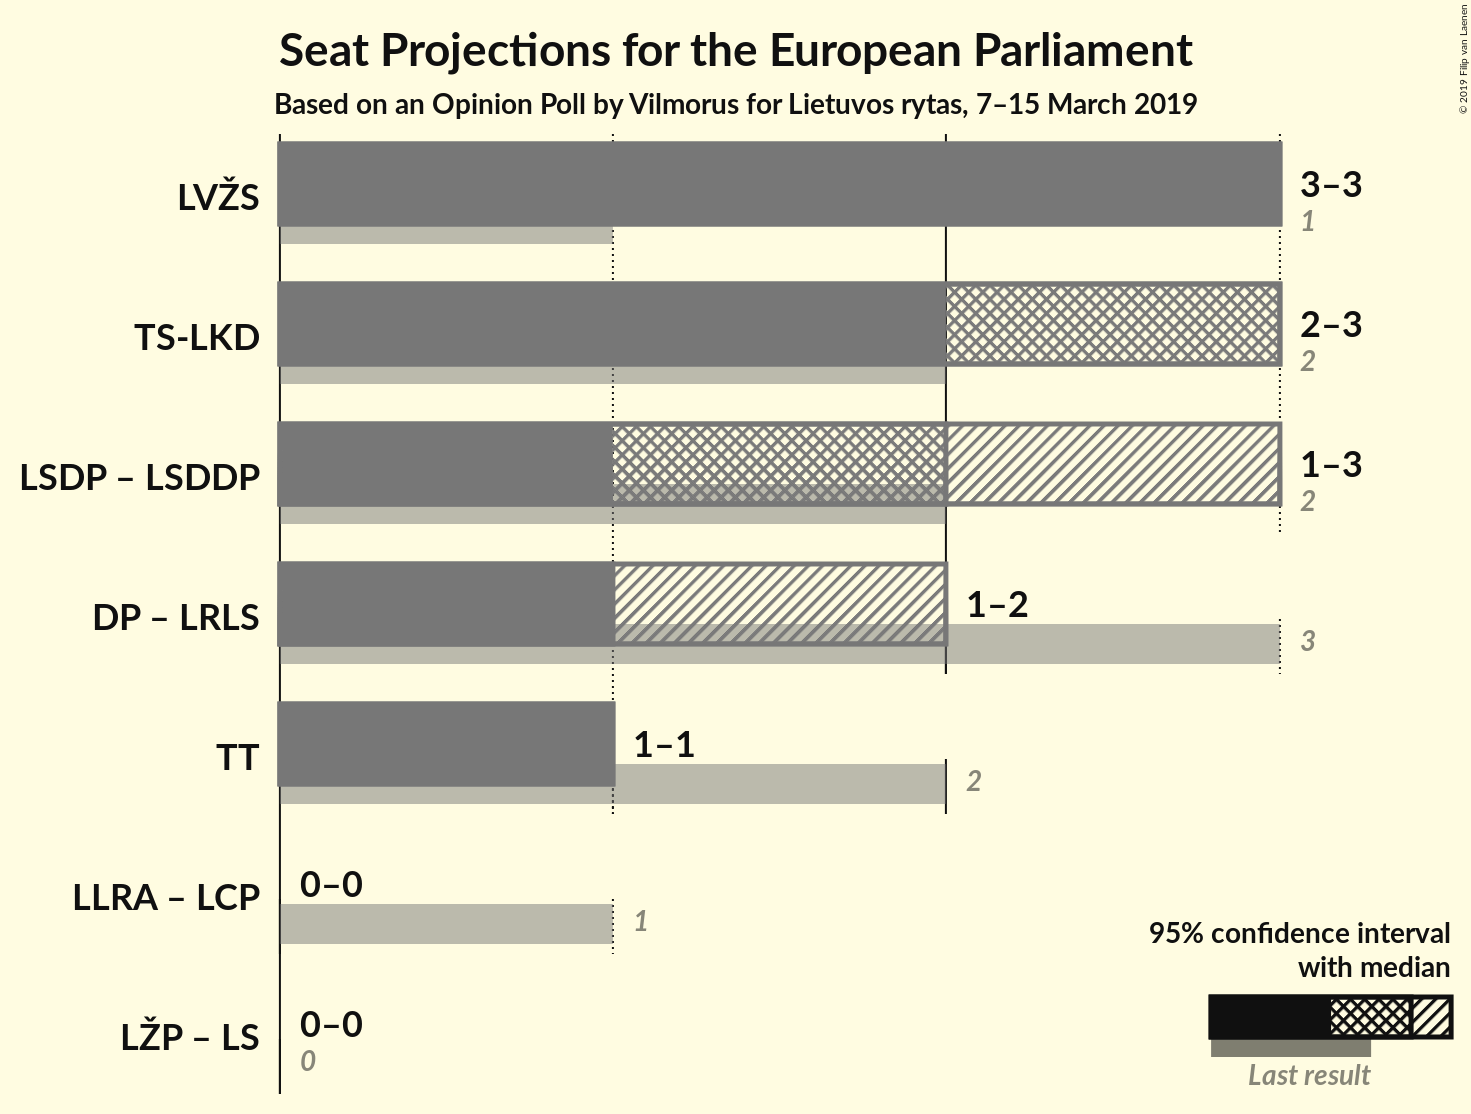 Seat Projections for the European Parliament
Based on an Opinion Poll by Vilmorus for Lietuvos rytas, 7–15 March 2019
© 2019 Filip van Laenen
LVŽS
3–3
1
TS-LKD
2–3
2
LSDP – LSDDP
1–3
2
DP – LRLS
1–2
3
TT
1–1
2
LLRA – LCP
0–0
1
LŽP – LS
0–0
0
95% confidence interval
with median
Last result